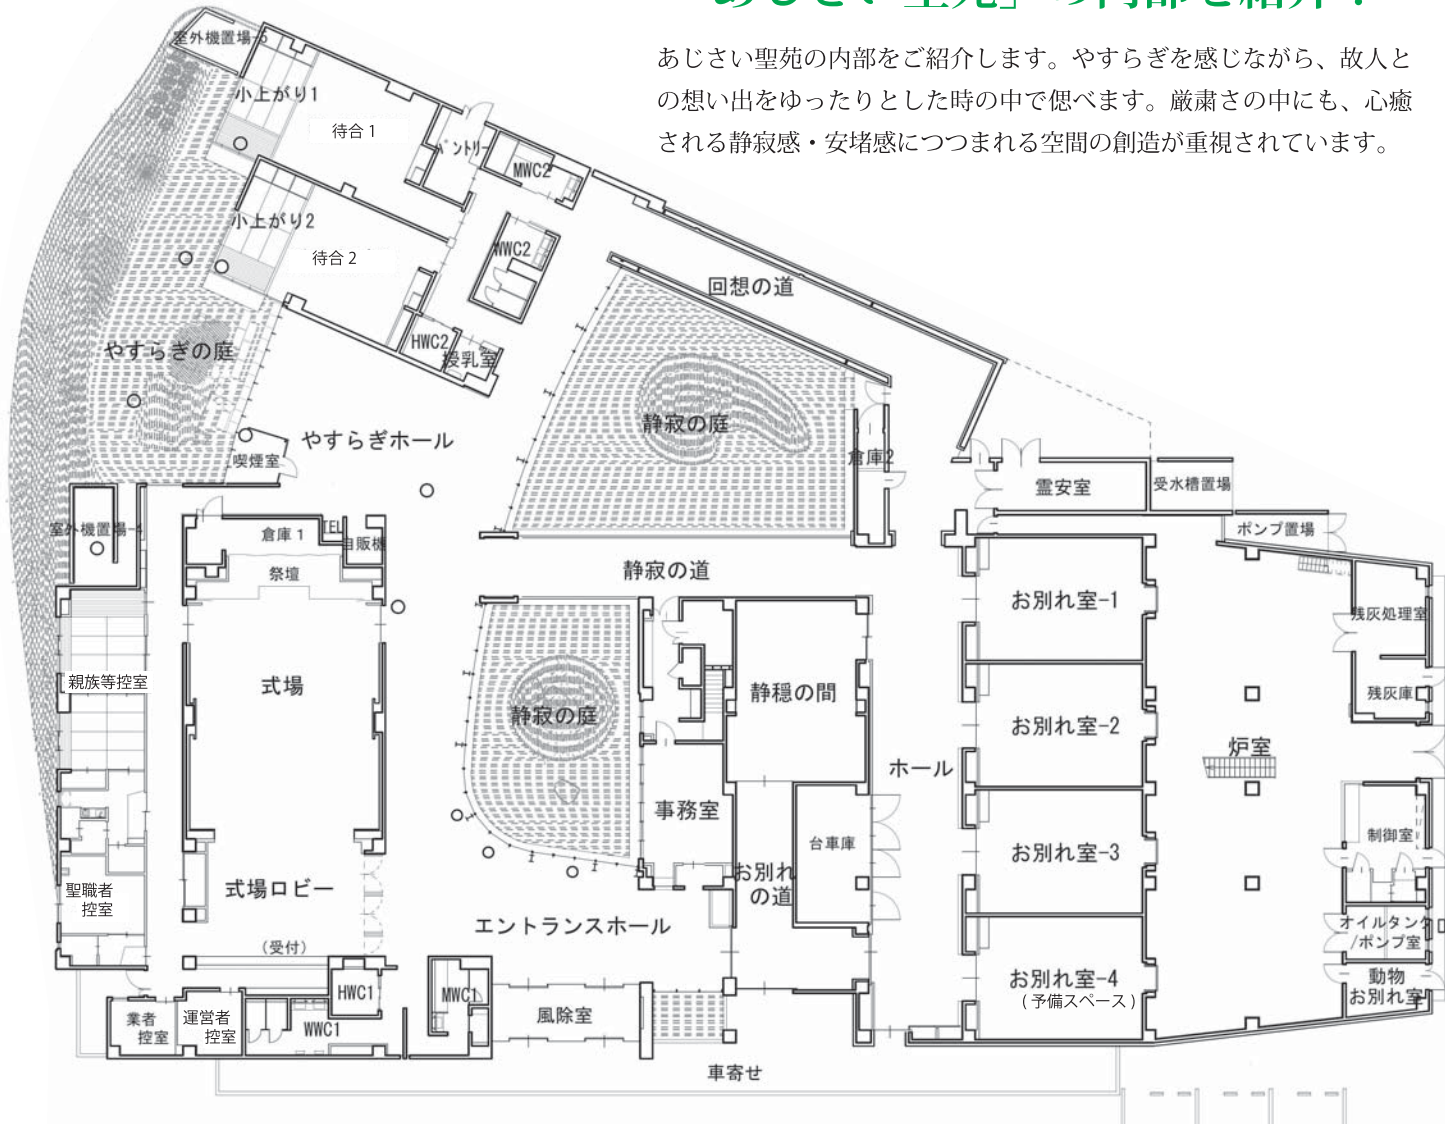 あじさい聖苑」の内部を紹介！
あじさい聖苑の内部をご紹介します。やすらぎを感じながら、故人と
の想い出をゆったりとした時の中で偲べます。厳粛さの中にも、心癒
される静寂感・安堵感につつまれる空間の創造が重視されています。
室外機置場-5
小上がり1
待合 1
パントリー
MWC2
小上がり2
待合 2
WWC2
回想の道
HWC2
授乳室
やすらぎの庭
静寂の庭
やすらぎホール
喫煙室
倉庫2
霊安室
受水槽置場
室外機置場-4
倉庫 1
TEL
自販機
ポンプ置場
祭壇
静寂の道
お別れ室-1
残灰処理室
親族等控室
式場
静寂の庭
静穏の間
お別れ室-2
残灰庫
炉室
ホール
事務室
台車庫
お別れ室-3
制御室
聖職者
控室
式場ロビー
お別れ
の道
エントランスホール
オイルタンク
/ポンプ室
（受付）
お別れ室-4
( 予備スペース )
動物
お別れ室
HWC1
MWC1
業者
控室
運営者
控室
WWC1
風除室
車寄せ